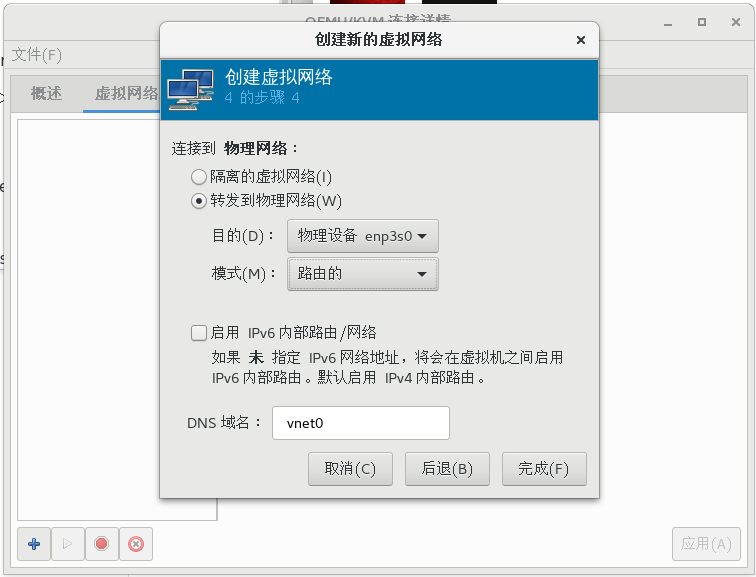 QEMU/KVM 连接详情
创建新的虚拟网络
文件(F)
概述
虚拟网络
创建虚拟网络
4 的步骤 4
连接到 物理网络：
隔离的虚拟网络(I)
转发到物理网络(W)
目的(D)： 物理设备 enp3s0
模式(M)： 路由的
启用 IPv6 内部路由/网络
如果 未 指定 IPv6 网络地址，将会在虚拟机之间启用
IPv6 内部路由。默认启用 IPv4 内部路由。
DNS 域名： vnet0
取消(C) 后退(B) 完成(F)
应用(A)